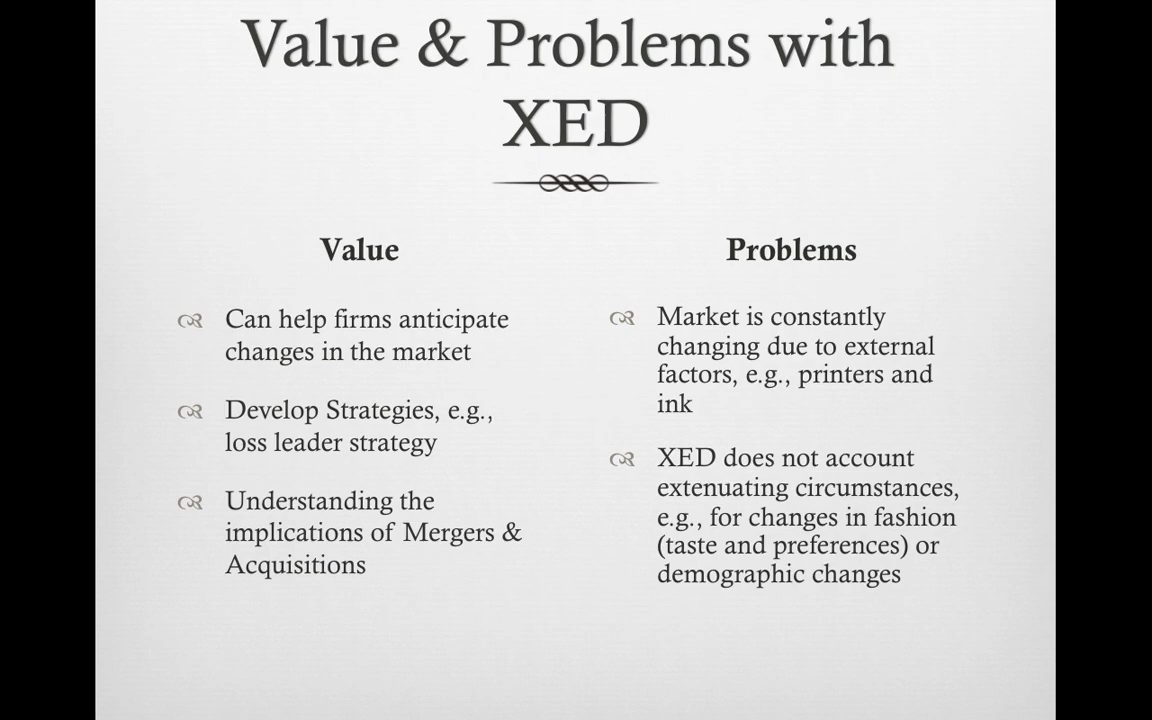 Value & Problems with
XED
Value
Can help firms anticipate
changes in the market
Develop Strategies, e.g.,
loss leader strategy
Understanding the
implications of Mergers &
Acquisitions
Problems
Market is constantly
changing due to external
factors, e.g., printers and
ink
XED does not account
extenuating circumstances,
e.g., for changes in fashion
(taste and preferences) or
demographic changes